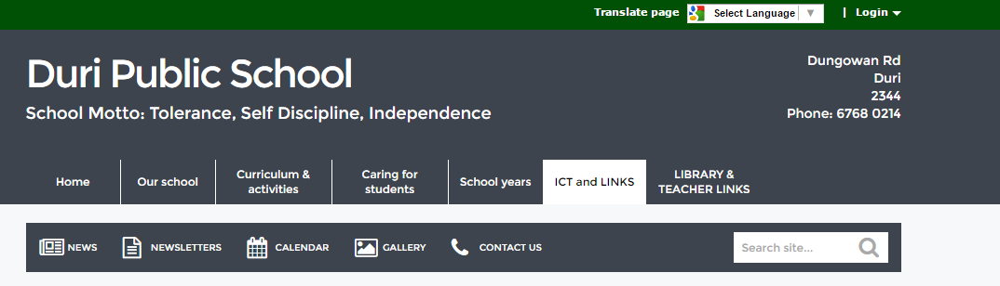 Translate page Select Language ▼ | Login
Duri Public School
School Motto: Tolerance, Self Discipline, Independence
Dungowan Rd
Duri
2344
Phone: 6768 0214
Home
Our school
Curriculum &
activities
Caring for
students
School years
ICT and LINKS
LIBRARY &
TEACHER LINKS
NEWS NEWSLETTERS CALENDAR GALLERY CONTACT US Search site...